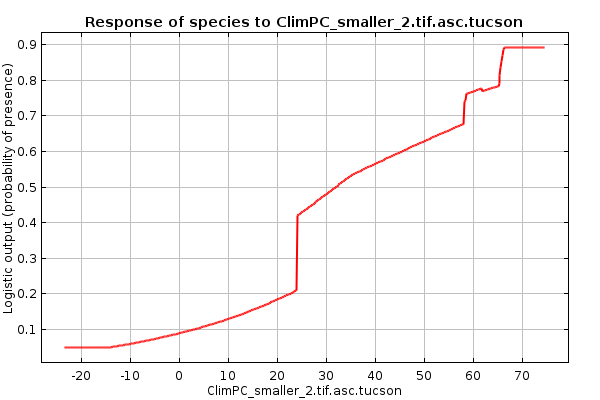 Response of species to ClimPC_smaller_2.tif.asc.tucson
Logistic output (probability of presence)
0.9
0.8
0.7
0.6
0.5
0.4
0.3
0.2
0.1
-20 -10 0 10 20 30 40 50 60 70
ClimPC_smaller_2.tif.asc.tucson